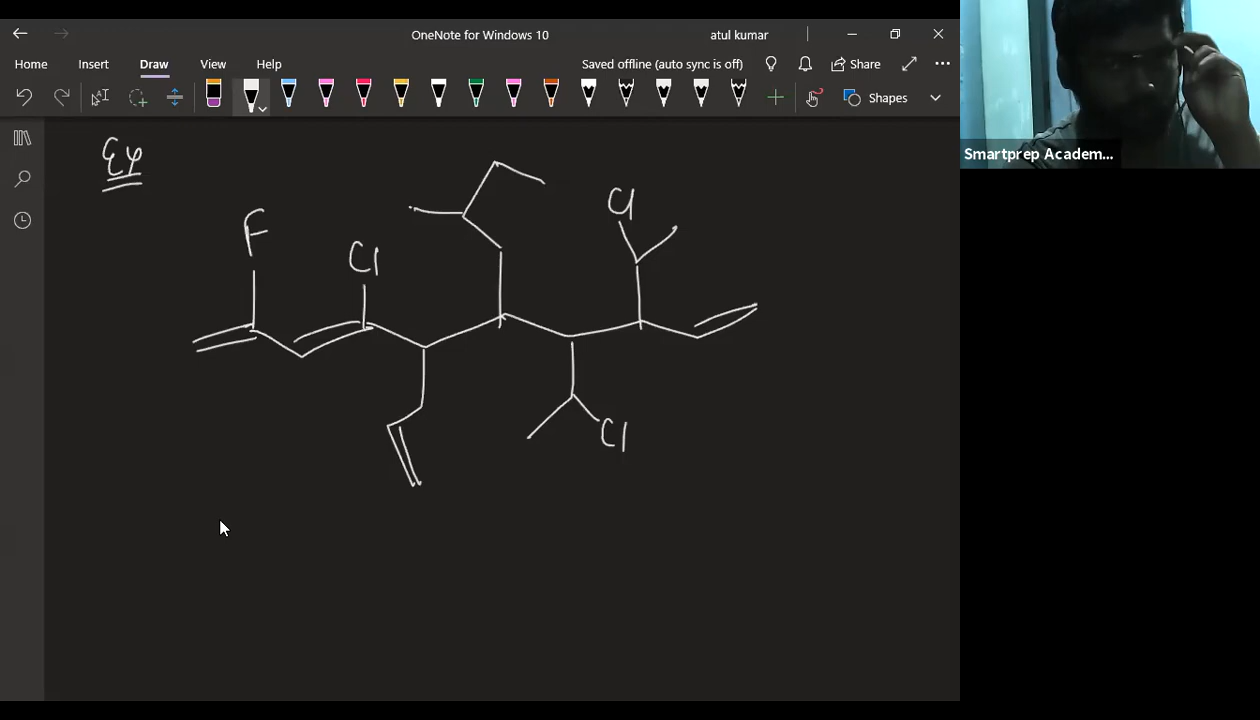 OneNote for Windows 10
atul kumar
Home Insert Draw View Help
Saved offline (auto sync is off)
Share
Shapes
Smartprep Academ...
Ex
F
Cl
Cl
Cl